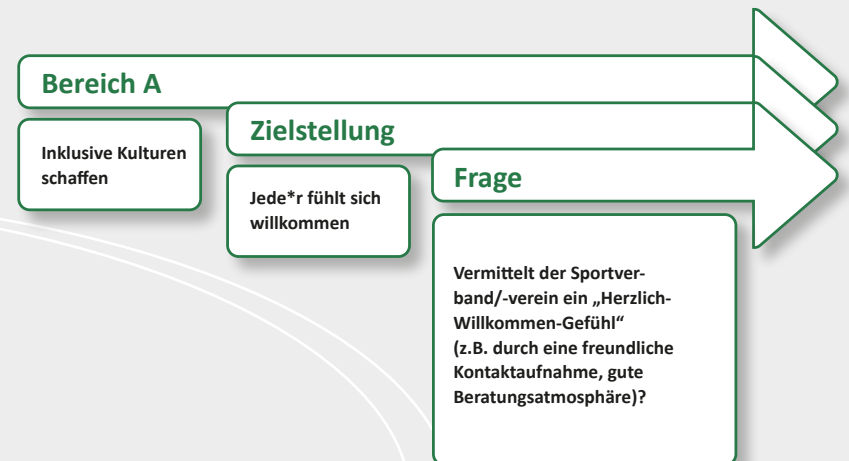 Bereich A
Inklusive Kulturen
schaffen
Zielstellung
Jede*r fühlt sich
willkommen
Frage
Vermittelt der Sportver-
band/-verein ein „Herzlich-
Willkommen-Gefühl“
(z.B. durch eine freundliche
Kontaktaufnahme, gute
Beratungsatmosphäre)?